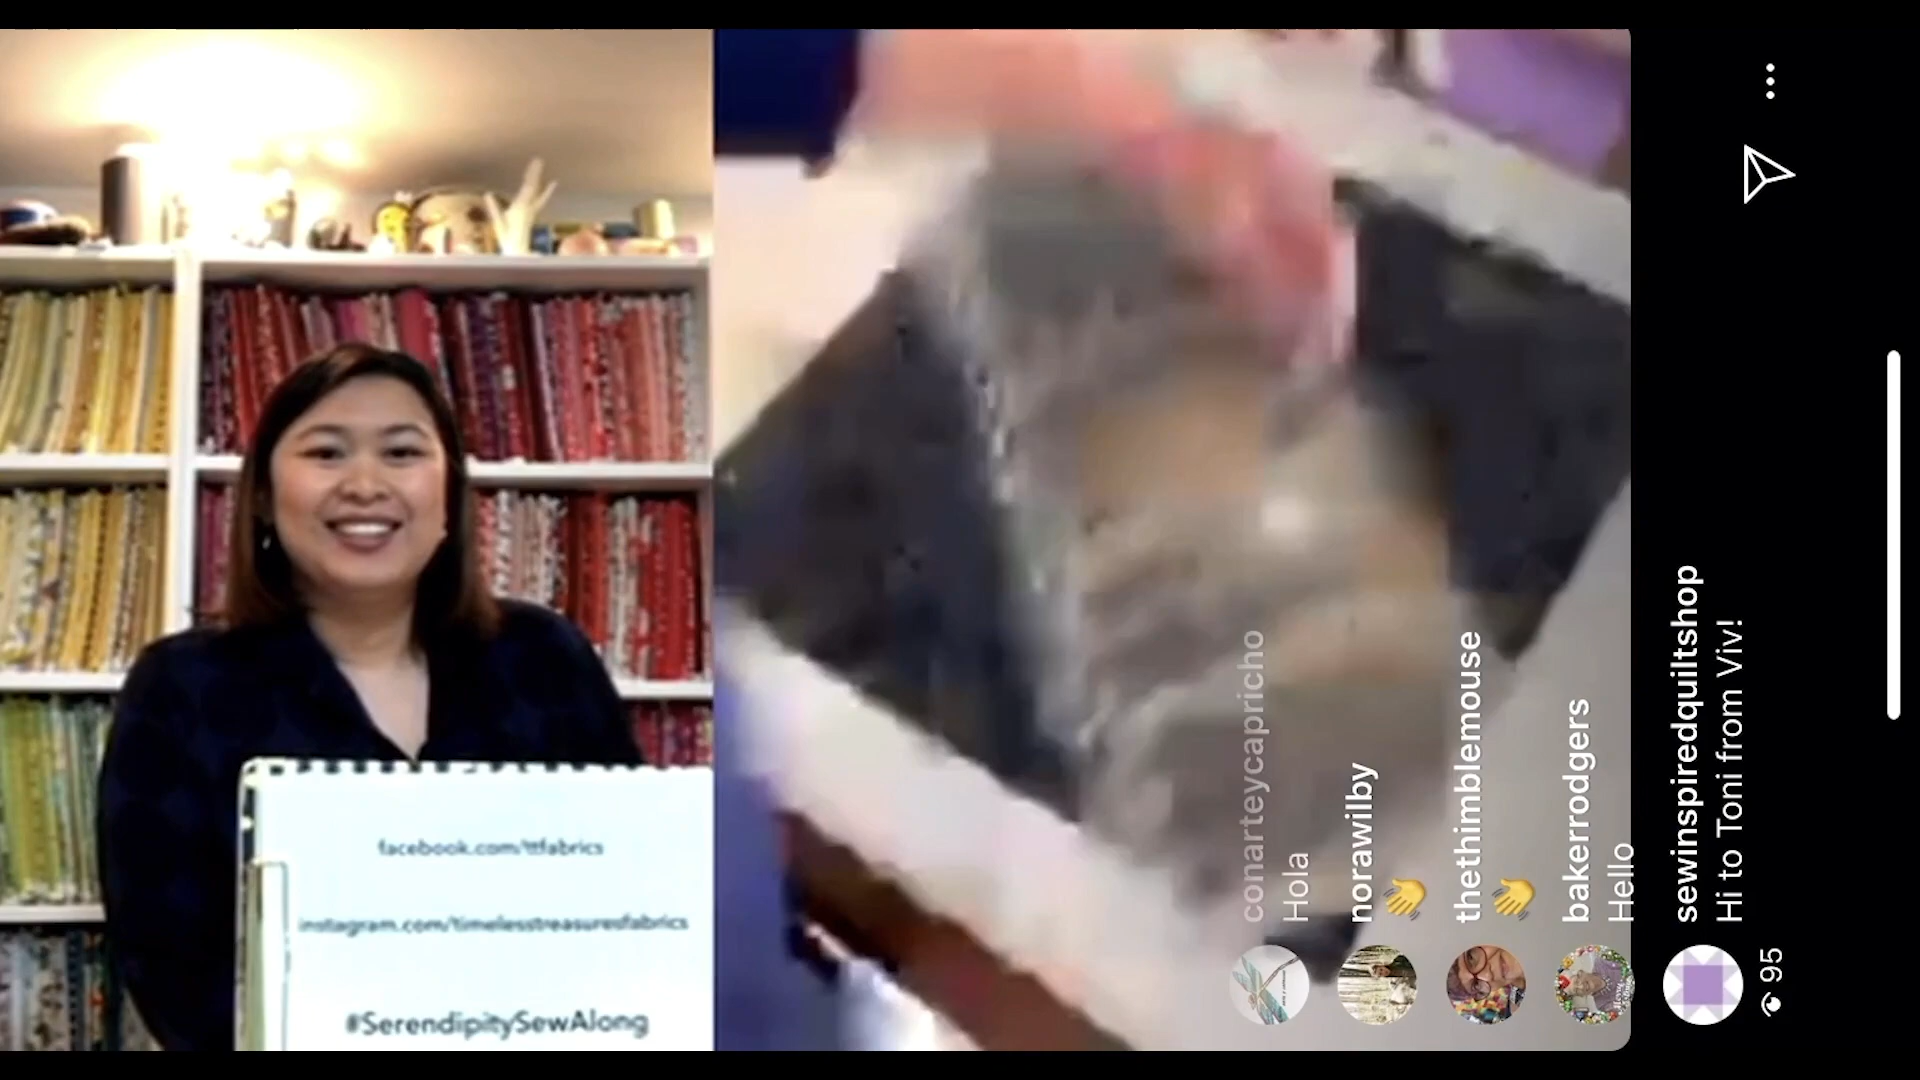 facebook.com/ttfabrics
instagram.com/timelesstreasuresfabrics
#SerendipitySewAlong
conarteycapricho
Hola
norawilby
👋
thethimblemouse
👋
bakerrodgers
Hello
sewinspiredquiltshop
Hi to Toni from Viv!
95